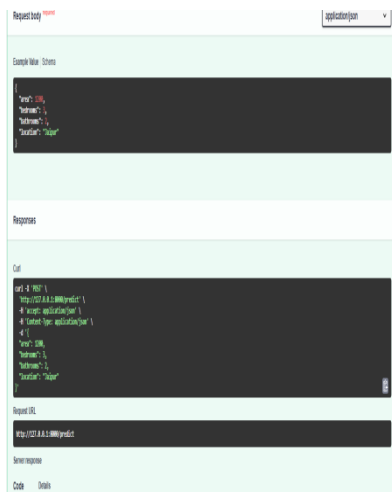 Request body required
application/json
Example Value Schema
{
"area": 1200,
"bedrooms": 3,
"bathrooms": 2,
"location": "Jaipur"
}
Responses
Curl
curl -X 'POST' \
'http://127.0.0.1:8000/predict' \
-H 'accept: application/json' \
-H 'Content-Type: application/json' \
-d '{
"area": 1200,
"bedrooms": 3,
"bathrooms": 2,
"location": "Jaipur"
}'
Request URL
http://127.0.0.1:8000/predict
Server response
Code Details